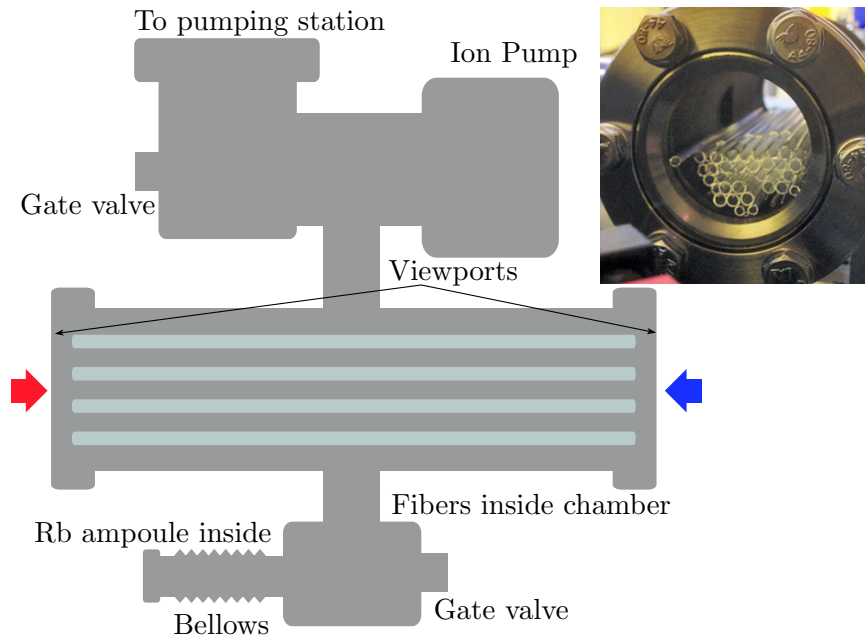 To pumping station
Ion Pump
Gate valve
Viewports
Fibers inside chamber
Rb ampoule inside
Gate valve
Bellows